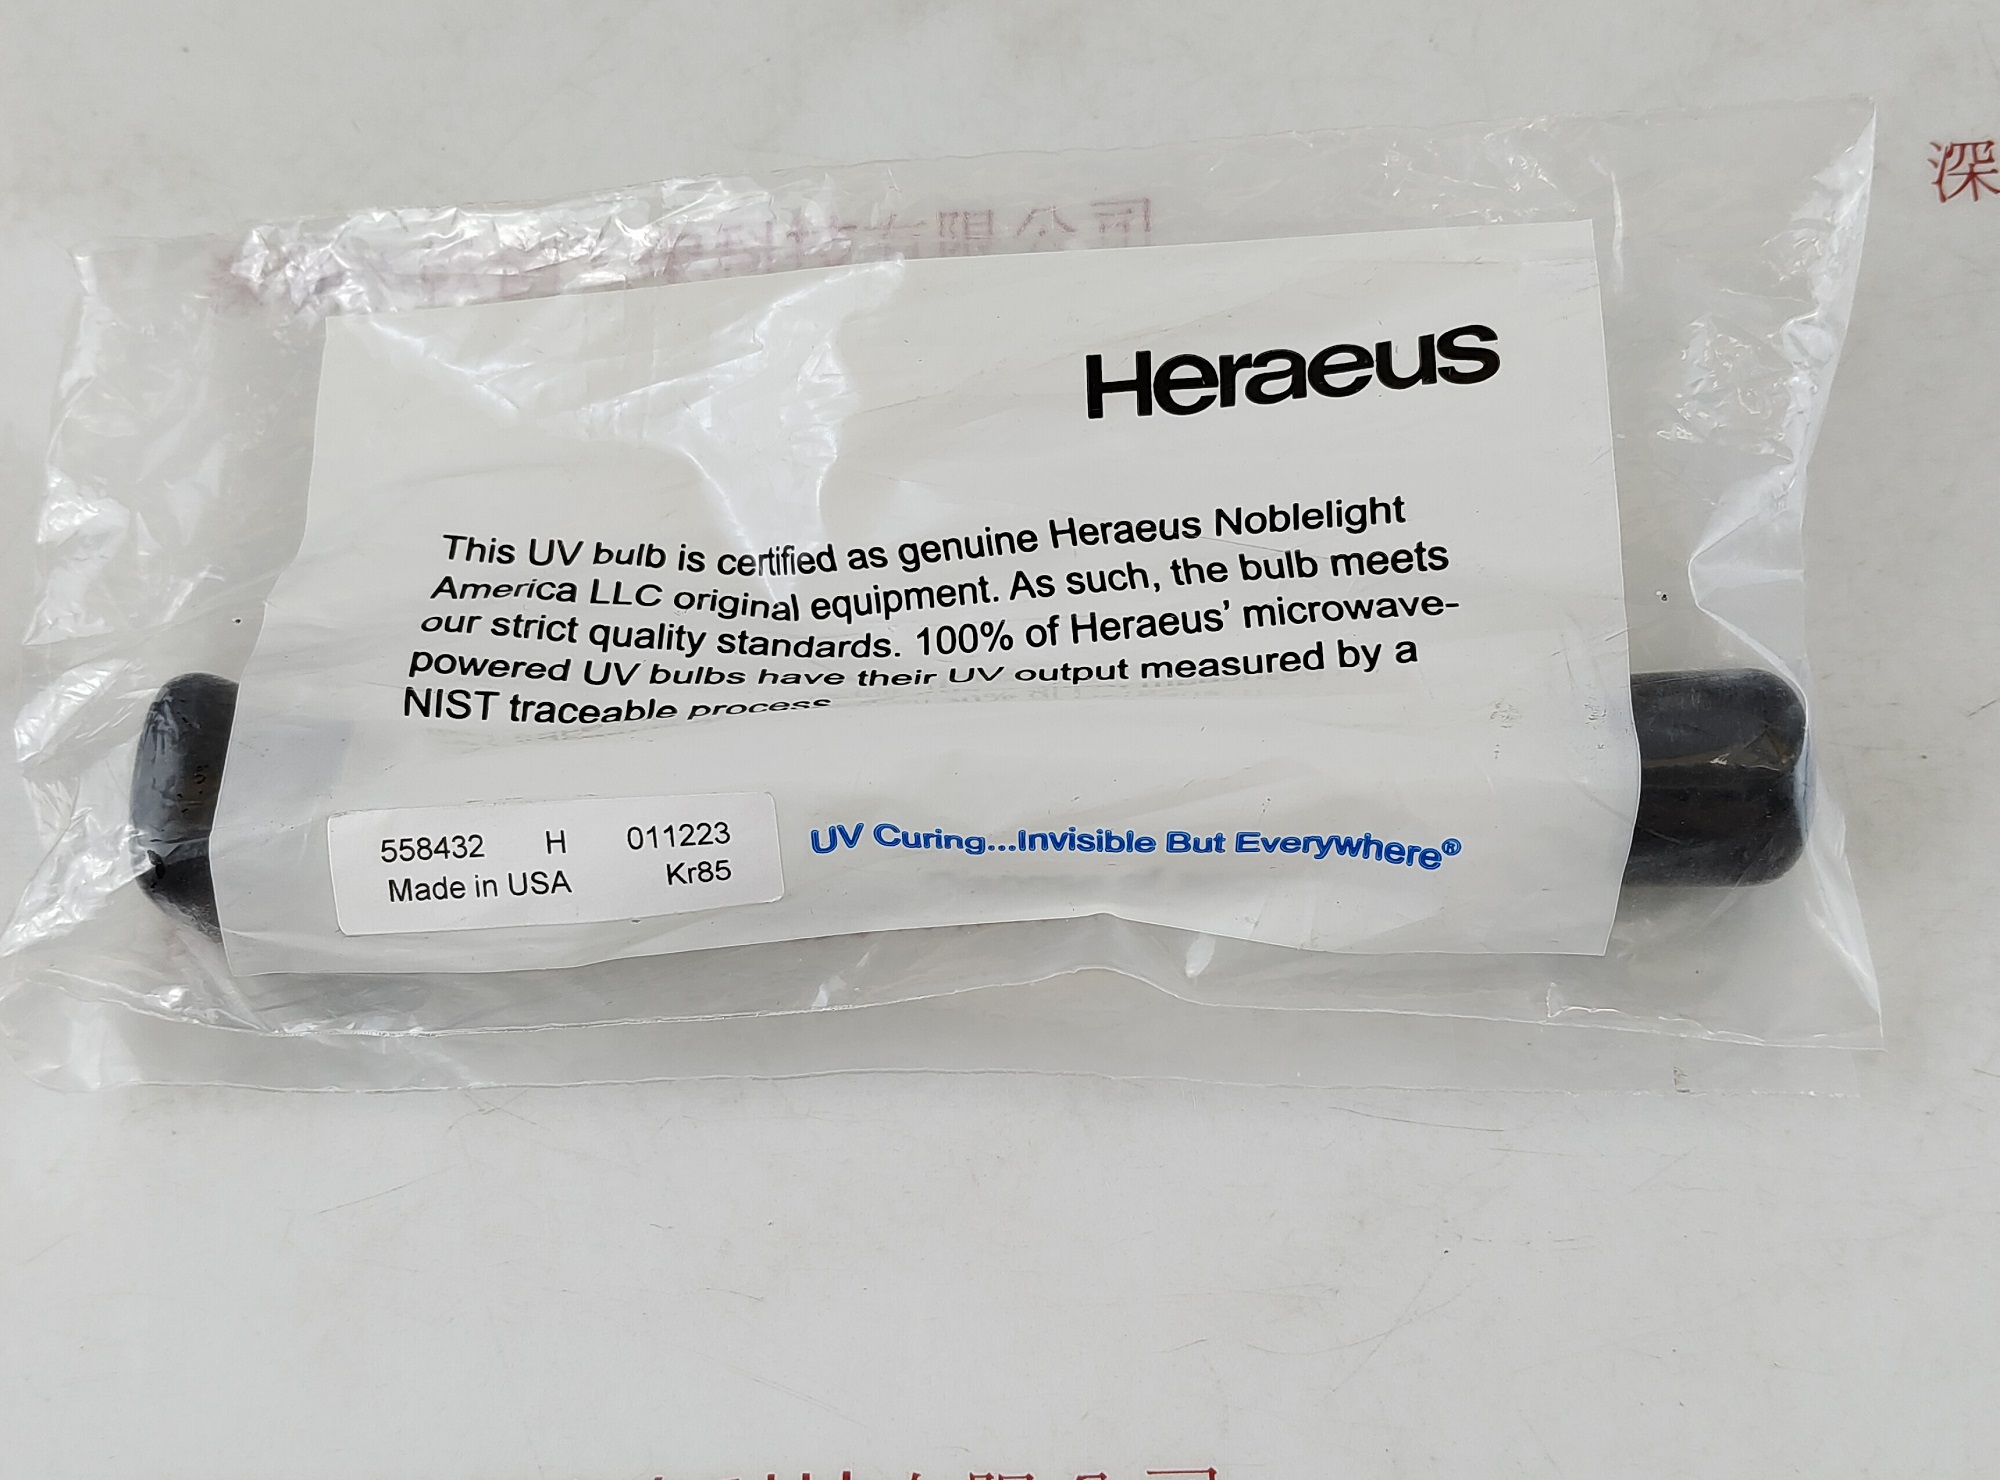 深
Heraeus
This UV bulb is certified as genuine Heraeus Noblelight
America LLC original equipment. As such, the bulb meets
our strict quality standards. 100% of Heraeus’ microwave-
powered UV bulbs have their UV output measured by a
NIST traceable process
558432 H 011223
Made in USA Kr85
UV Curing...Invisible But Everywhere®